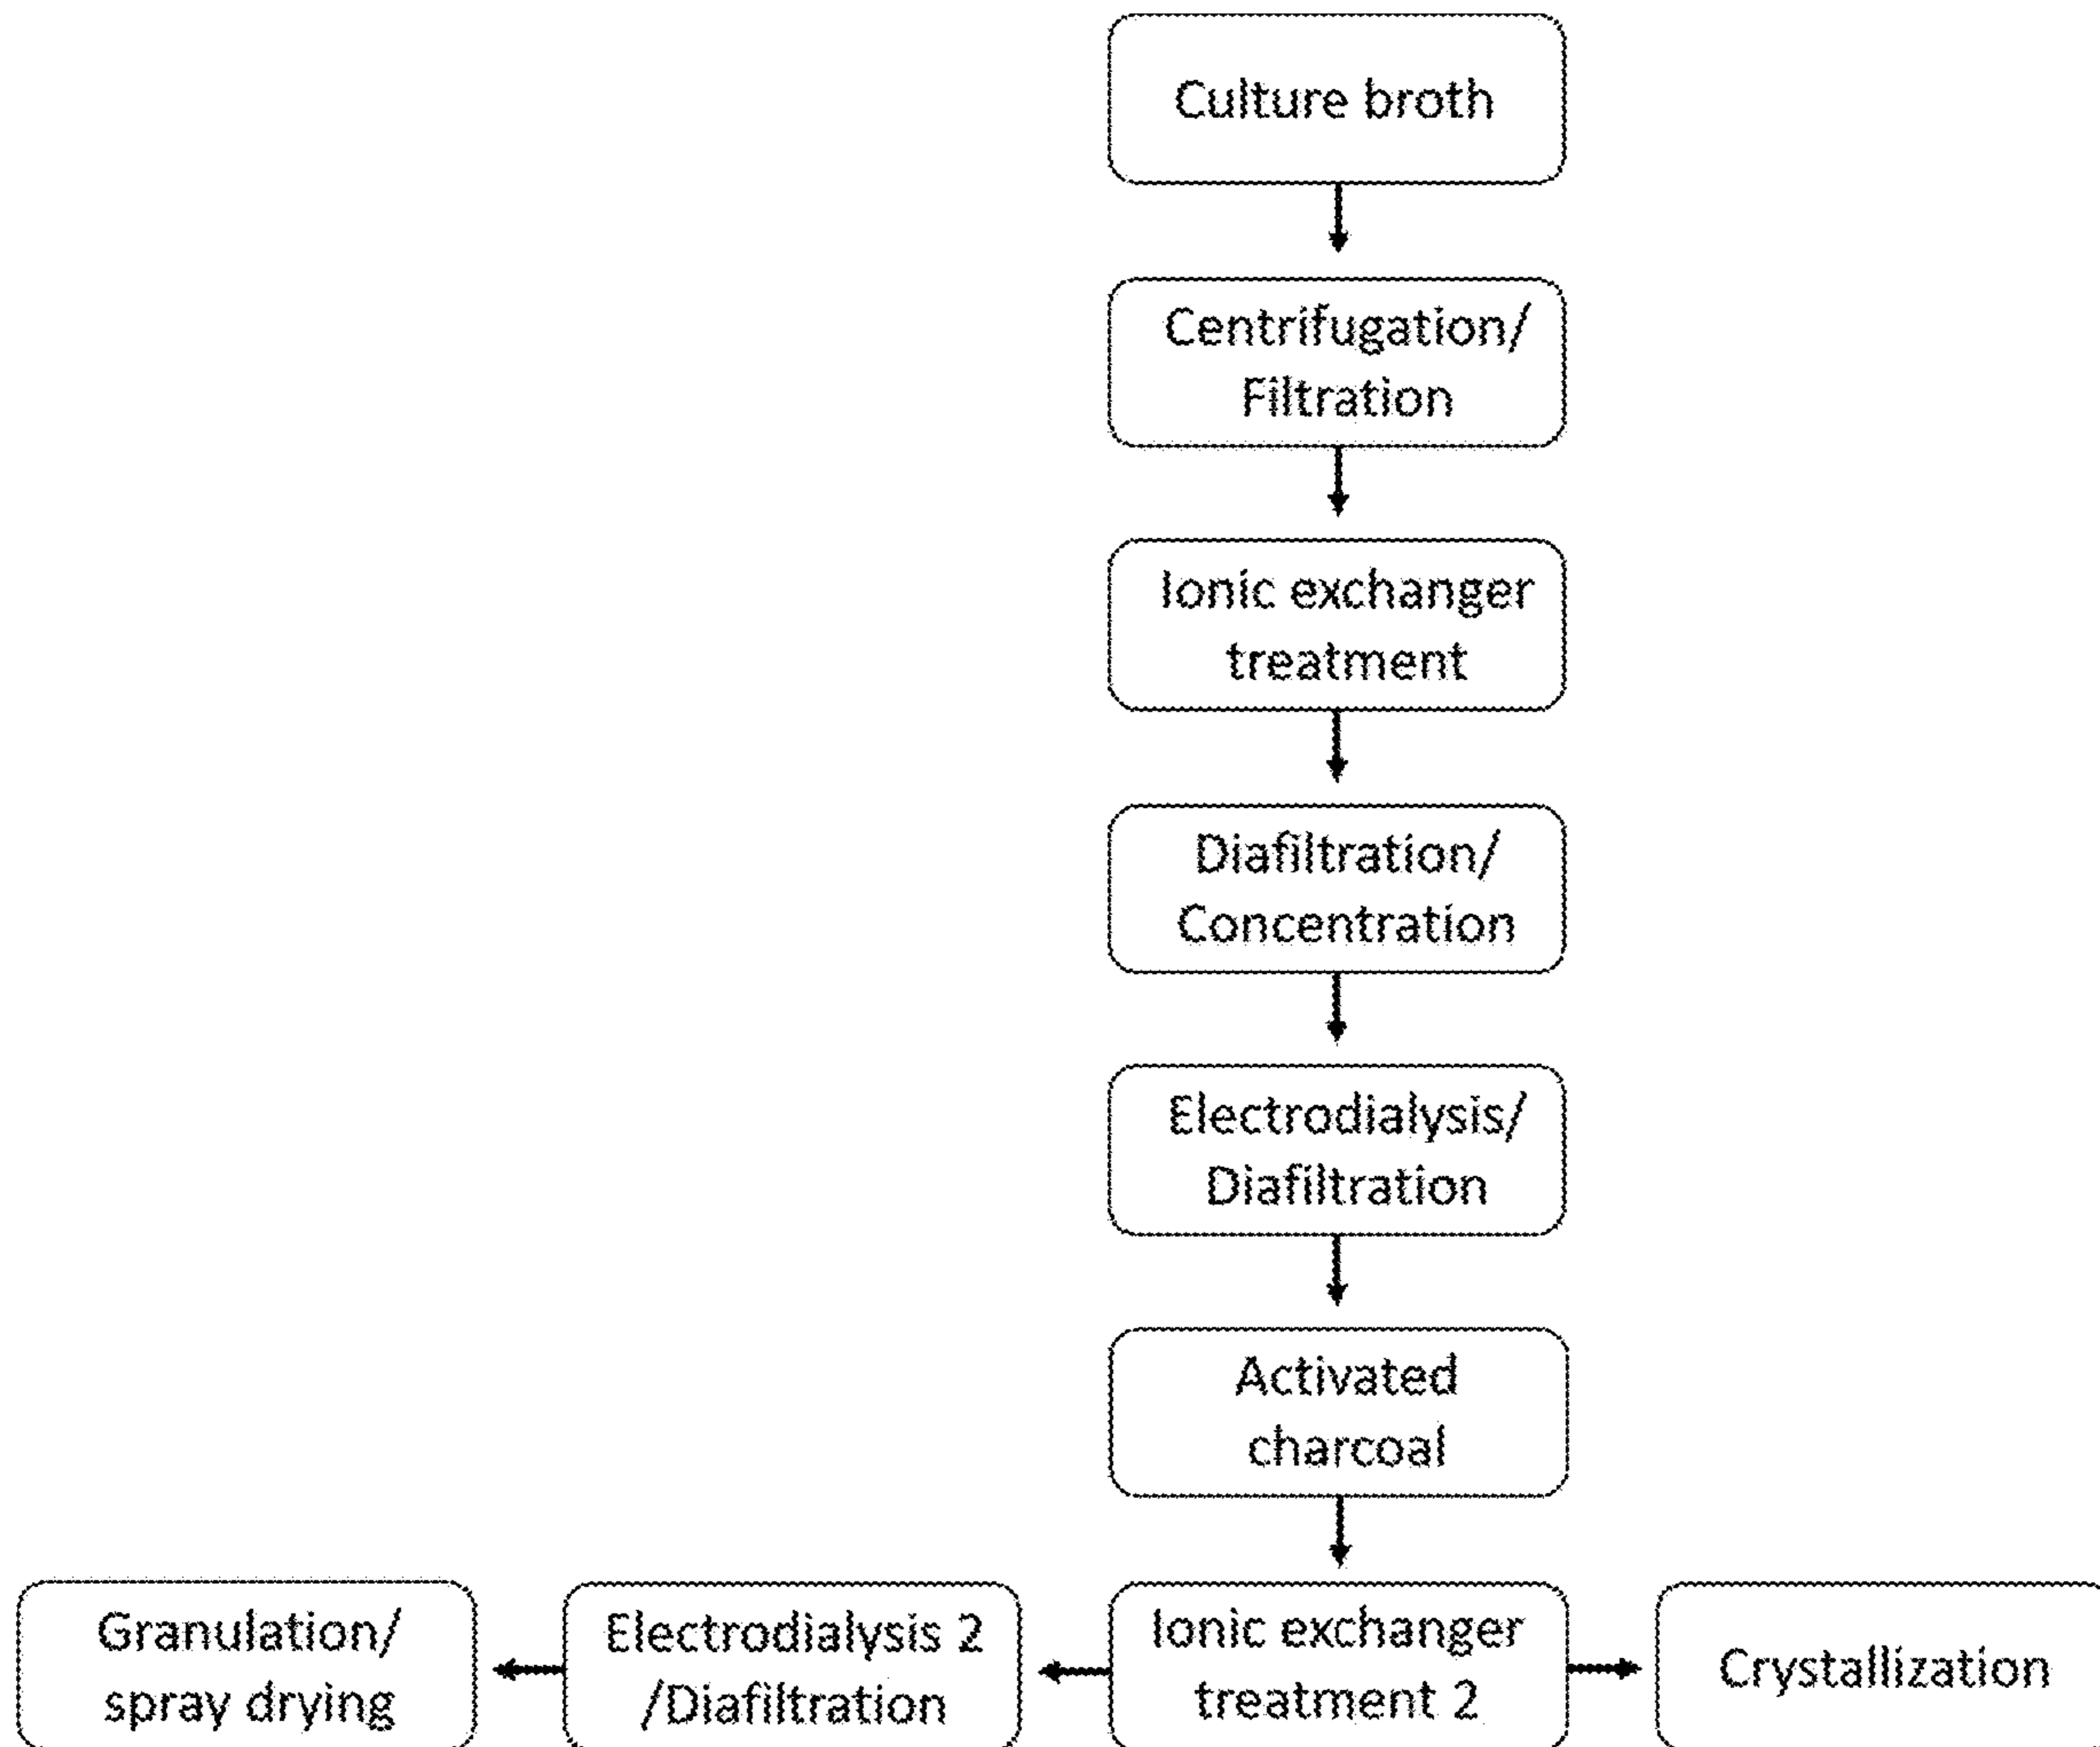 Culture broth
Centrifugation/
Filtration
Ionic exchanger
treatment
Diafiltration/
Concentration
Electrodialysis/
Diafiltration
Activated
charcoal
Granulation/
spray drying
Electrodialysis 2
/Diafiltration
Ionic exchanger
treatment 2
Crystallization